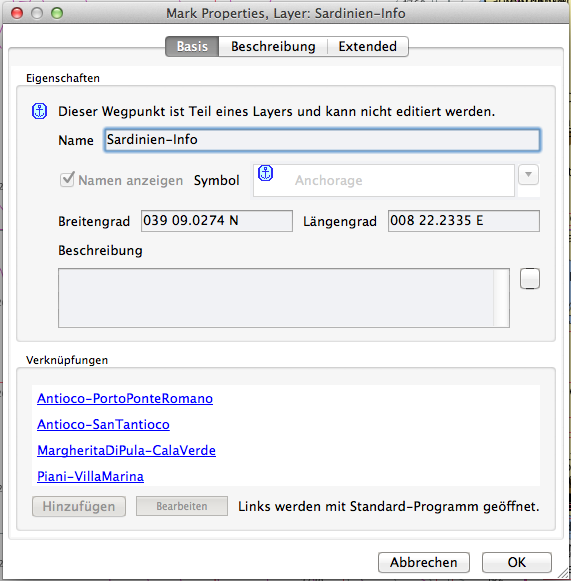 Mark Properties, Layer: Sardinien-Info
Basis Beschreibung Extended
Eigenschaften
Dieser Wegpunkt ist Teil eines Layers und kann nicht editiert werden.
Name Sardinien-Info
Namen anzeigen Symbol Anchorage
Breitengrad 039 09.0274 N Längengrad 008 22.2335 E
Beschreibung
Verknüpfungen
Antioco-PortoPonteRomano
Antioco-SanTantioco
MargheritaDiPula-CalaVerde
Piani-VillaMarina
Hinzufügen Bearbeiten Links werden mit Standard-Programm geöffnet.
Abbrechen OK